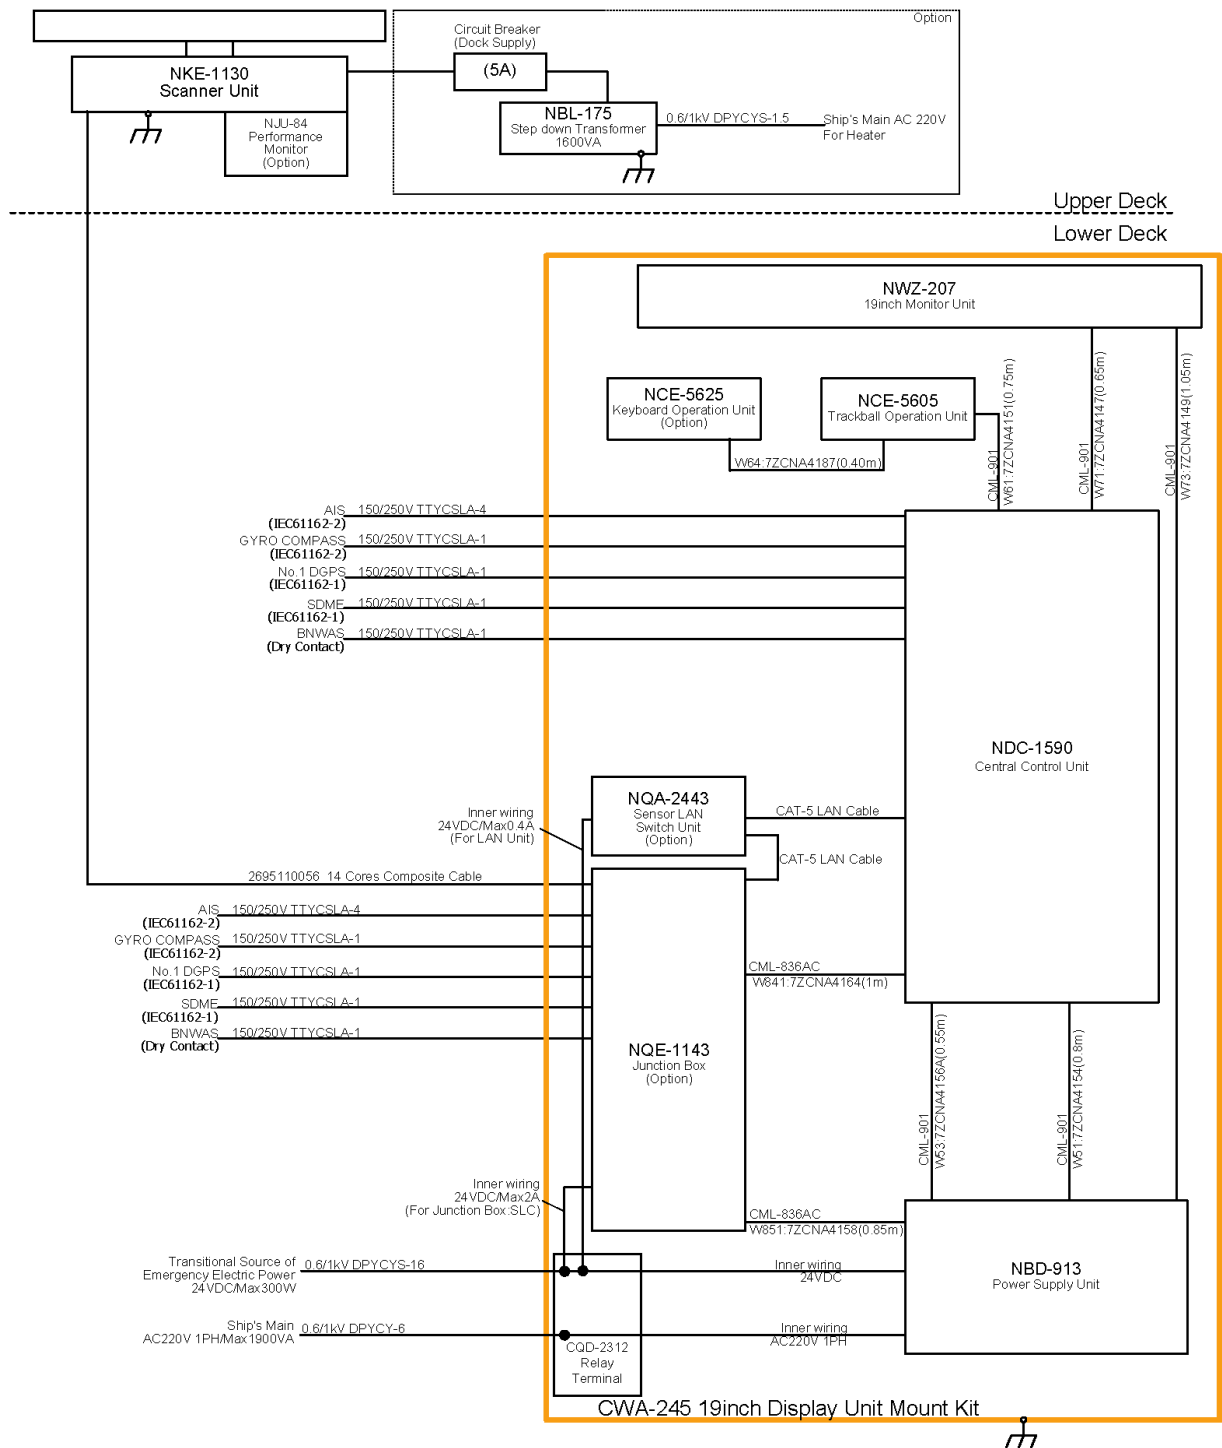 Option
Circuit Breaker
(Dock Supply)
(5A)
NKE-1130
Scanner Unit
NJU-84
Performance
Monitor
(Option)
NBL-175
Step down Transformer
1600VA
0.6/1kV DPYCYS-1.5
Ship's Main AC 220V
For Heater
Upper Deck
Lower Deck
NWZ-207
19inch Monitor Unit
NCE-5625
Keyboard Operation Unit
(Option)
NCE-5605
Trackball Operation Unit
W64:7ZCNA4187(0.40m)
CML-901
W61:7ZCNA4151(0.75m)
CML-901
W71:7ZCNA4147(0.65m)
CML-901
W73:7ZCNA4149(1.05m)
AIS 150/250V TTYCSLA-4
(IEC61162-2)
GYRO COMPASS 150/250V TTYCSLA-1
(IEC61162-2)
No.1 DGPS 150/250V TTYCSLA-1
(IEC61162-1)
SDME 150/250V TTYCSLA-1
(IEC61162-1)
BNWAS 150/250V TTYCSLA-1
(Dry Contact)
NDC-1590
Central Control Unit
NQA-2443
Sensor LAN
Switch Unit
(Option)
Inner wiring
24VDC/Max0.4A
(For LAN Unit)
CAT-5 LAN Cable
CAT-5 LAN Cable
2695110056 14 Cores Composite Cable
AIS 150/250V TTYCSLA-4
(IEC61162-2)
GYRO COMPASS 150/250V TTYCSLA-1
(IEC61162-2)
No.1 DGPS 150/250V TTYCSLA-1
(IEC61162-1)
SDME 150/250V TTYCSLA-1
(IEC61162-1)
BNWAS 150/250V TTYCSLA-1
(Dry Contact)
CML-836AC
W841:7ZCNA4164(1m)
NQE-1143
Junction Box
(Option)
CML-901
W53:7ZCNA4156A(0.55m)
CML-901
W51:7ZCNA4154(0.8m)
Inner wiring
24VDC/Max2A
(For Junction Box:SLC)
CML-836AC
W851:7ZCNA4158(0.85m)
Transitional Source of
Emergency Electric Power
24VDC/Max300W
0.6/1kV DPYCYS-16
Inner wiring
24VDC
NBD-913
Power Supply Unit
Ship's Main
AC220V 1PH/Max1900VA
0.6/1kV DPYCY-6
Inner wiring
AC220V 1PH
CQD-2312
Relay
Terminal
CWA-245 19inch Display Unit Mount Kit